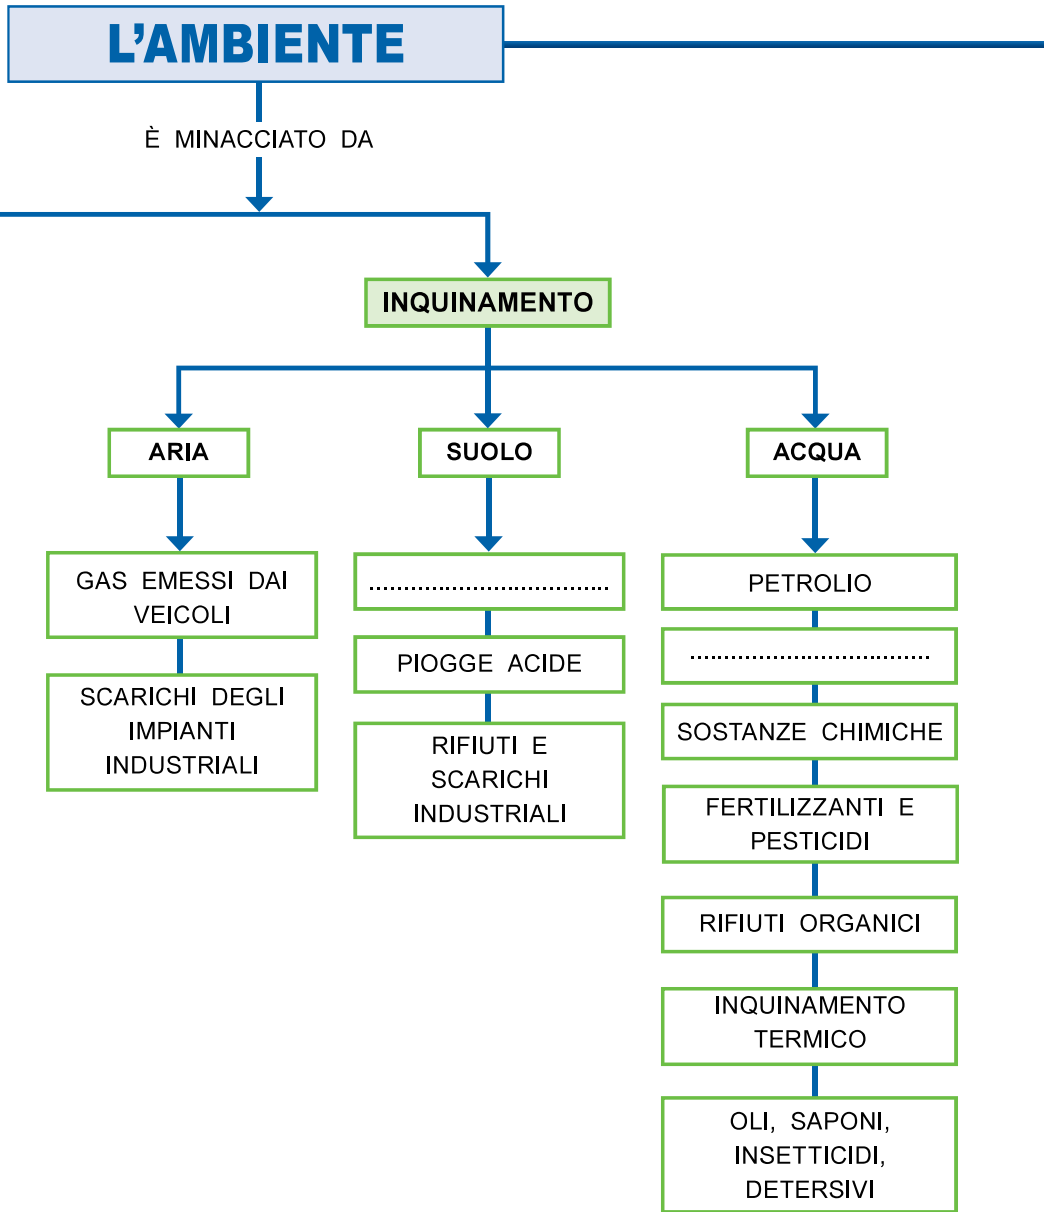 L'AMBIENTE
È MINACCIATO DA
INQUINAMENTO
ARIA
SUOLO
ACQUA
GAS EMESSI DAI
VEICOLI
SCARICHI DEGLI
IMPIANTI
INDUSTRIALI
........................................
PIOGGE ACIDE
RIFIUTI E
SCARICHI
INDUSTRIALI
PETROLIO
........................................
SOSTANZE CHIMICHE
FERTILIZZANTI E
PESTICIDI
RIFIUTI ORGANICI
INQUINAMENTO
TERMICO
OLI, SAPONI,
INSETTICIDI,
DETERSIVI